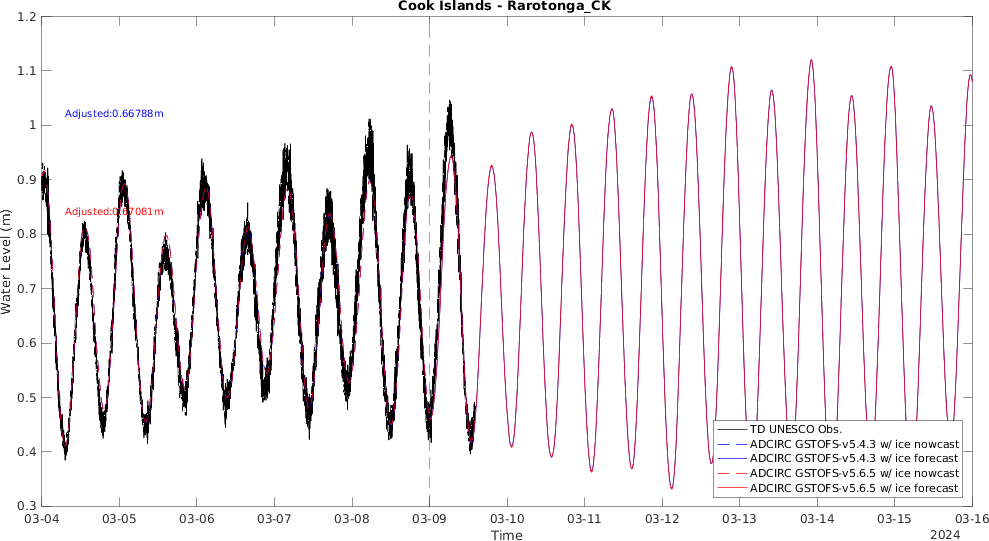 Cook Islands - Rarotonga_CK
Water Level (m)
1.2
1.1
1
0.9
0.8
0.7
0.6
0.5
0.4
0.3
Adjusted:0.66788m
Adjusted:0.67081m
TD UNESCO Obs.
ADCIRC GSTOFS-v5.4.3 w/ ice nowcast
ADCIRC GSTOFS-v5.4.3 w/ ice forecast
ADCIRC GSTOFS-v5.6.5 w/ ice nowcast
ADCIRC GSTOFS-v5.6.5 w/ ice forecast
03-04 03-05 03-06 03-07 03-08 03-09 03-10 03-11 03-12 03-13 03-14 03-15 03-16
Time
2024